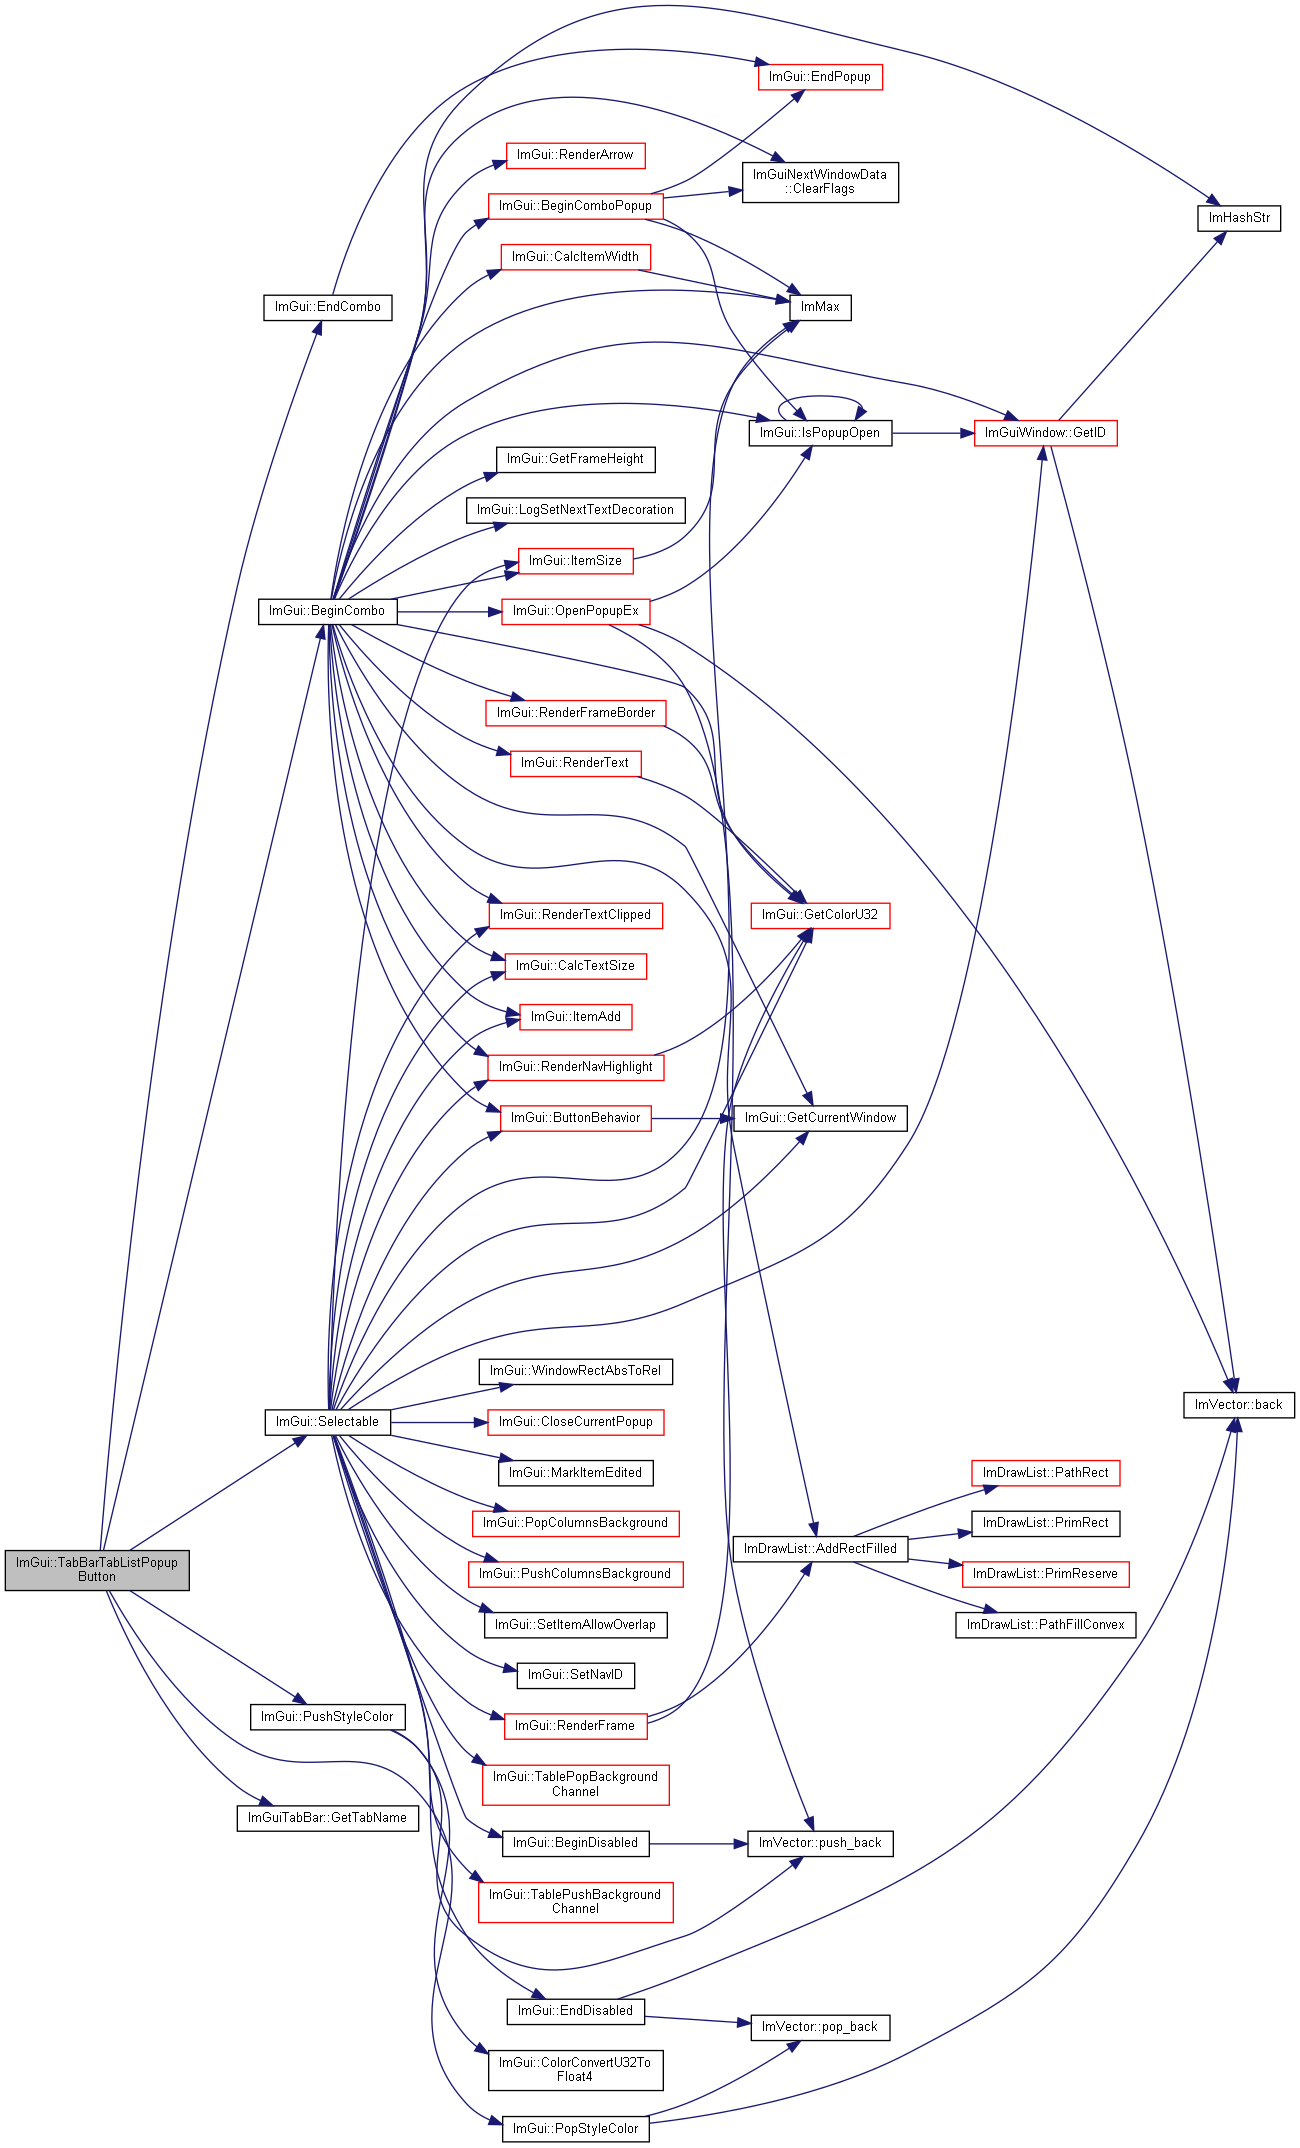 ImGui::EndPopup
ImGui::RenderArrow
ImGuiNextWindowData
::ClearFlags
ImGui::BeginComboPopup
ImHashStr
ImGui::CalcItemWidth
ImGui::EndCombo
ImMax
ImGui::IsPopupOpen
ImGuiWindow::GetID
ImGui::GetFrameHeight
ImGui::LogSetNextTextDecoration
ImGui::ItemSize
ImGui::BeginCombo
ImGui::OpenPopupEx
ImGui::RenderFrameBorder
ImGui::RenderText
ImGui::RenderTextClipped
ImGui::GetColorU32
ImGui::CalcTextSize
ImGui::ItemAdd
ImGui::RenderNavHighlight
ImGui::ButtonBehavior
ImGui::GetCurrentWindow
ImGui::WindowRectAbsToRel
ImVector::back
ImGui::Selectable
ImGui::CloseCurrentPopup
ImGui::MarkItemEdited
ImDrawList::PathRect
ImGui::PopColumnsBackground
ImDrawList::PrimRect
ImDrawList::AddRectFilled
ImGui::TabBarTabListPopup
Button
ImGui::PushColumnsBackground
ImDrawList::PrimReserve
ImGui::SetItemAllowOverlap
ImDrawList::PathFillConvex
ImGui::SetNavID
ImGui::PushStyleColor
ImGui::RenderFrame
ImGui::TablePopBackground
Channel
ImGuiTabBar::GetTabName
ImGui::BeginDisabled
ImVector::push_back
ImGui::TablePushBackground
Channel
ImGui::EndDisabled
ImVector::pop_back
ImGui::ColorConvertU32To
Float4
ImGui::PopStyleColor